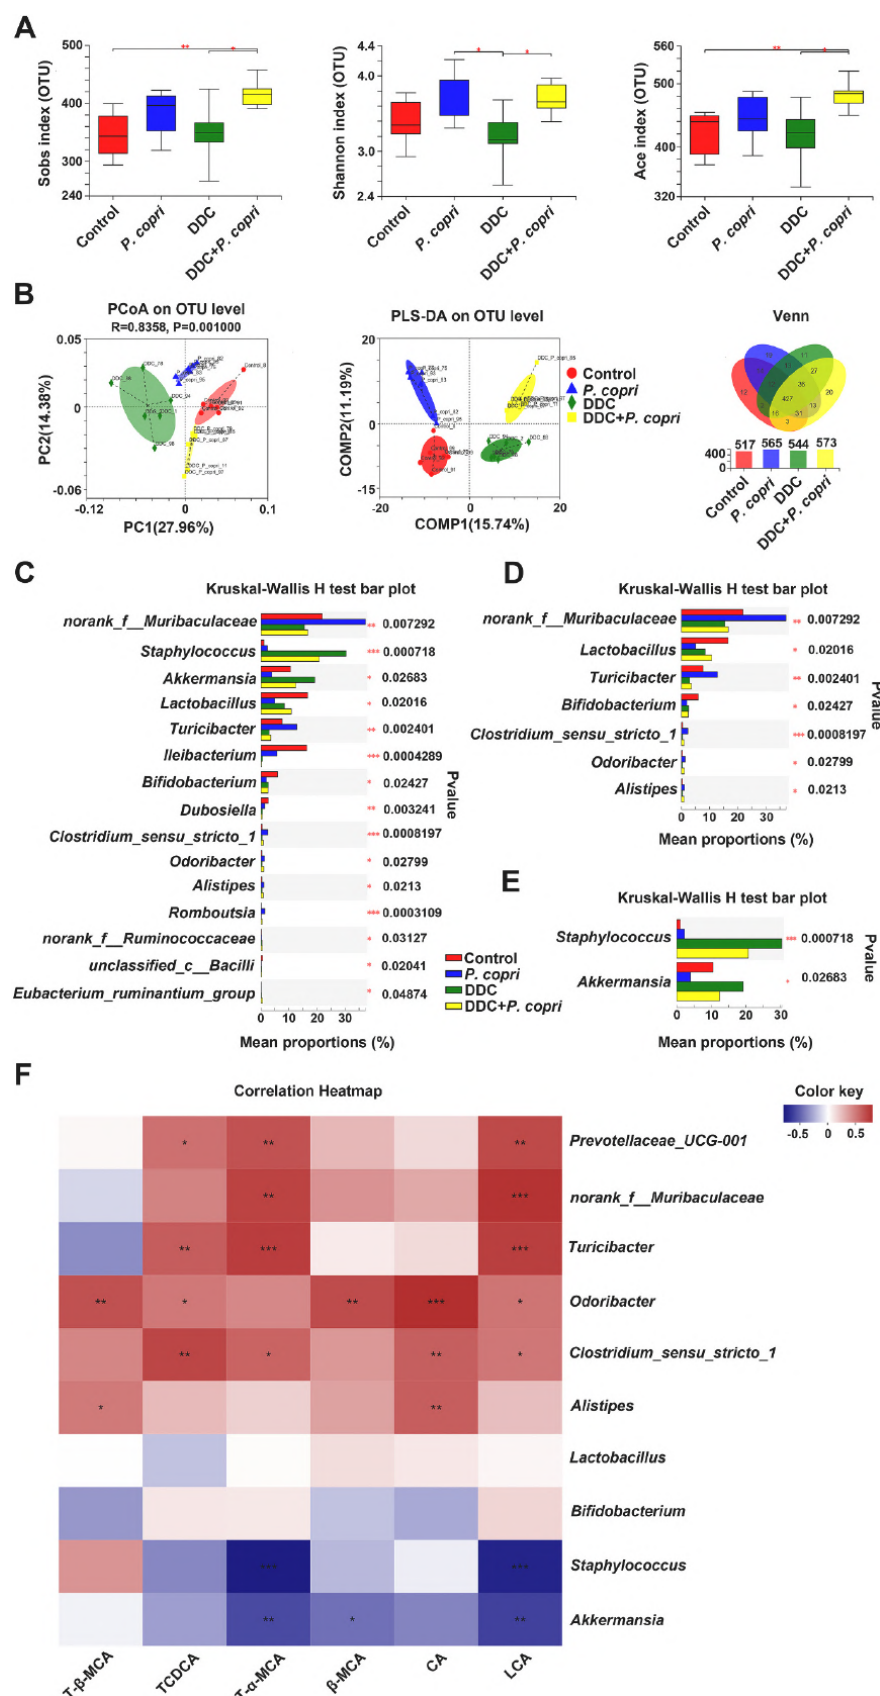 A
Sobs index (OTU)
500
400
300
240
**
*
Control
P. copri
DDC
DDC+P. copri
Shannon index (OTU)
4.4
4.0
3.0
2.4
*
*
Control
P. copri
DDC
DDC+P. copri
Ace index (OTU)
560
500
400
320
**
*
Control
P. copri
DDC
DDC+P. copri
B
PCoA on OTU level
R=0.8358, P=0.001000
PC2(14.38%)
0.05
0
-0.06
-0.12
0
0.1
PC1(27.96%)
PLS-DA on OTU level
COMP2(11.19%)
20
0
-15
-20
0
20
COMP1(15.74%)
Control
P. copri
DDC
DDC+P. copri
Venn
427
400
0
517
565
544
573
Control
P. copri
DDC
DDC+P. copri
C
Kruskal-Wallis H test bar plot
norank_f__Muribaculaceae ** 0.007292
Staphylococcus *** 0.000718
Akkermansia * 0.02683
Lactobacillus * 0.02016
Turicibacter ** 0.002401
Ileibacterium *** 0.0004289
Bifidobacterium * 0.02427
Dubosiella ** 0.003241
Clostridium_sensu_stricto_1 *** 0.0008197
Odoribacter * 0.02799
Alistipes * 0.0213
Romboutsia *** 0.0003109
norank_f__Ruminococcaceae * 0.03127
unclassified_c__Bacilli * 0.02041
Eubacterium_ruminantium_group * 0.04874
Pvalue
0 10 20 30
Mean proportions (%)
Control
P. copri
DDC
DDC+P. copri
D
Kruskal-Wallis H test bar plot
norank_f__Muribaculaceae ** 0.007292
Lactobacillus * 0.02016
Turicibacter ** 0.002401
Bifidobacterium * 0.02427
Clostridium_sensu_stricto_1 *** 0.0008197
Odoribacter * 0.02799
Alistipes * 0.0213
Pvalue
0 10 20 30
Mean proportions (%)
E
Kruskal-Wallis H test bar plot
Staphylococcus *** 0.000718
Akkermansia * 0.02683
Pvalue
0 10 20 30
Mean proportions (%)
F
Correlation Heatmap
Color key
-0.5 0 0.5
* ** ** Prevotellaceae_UCG-001
** *** norank_f__Muribaculaceae
** *** *** Turicibacter
** * ** *** * Odoribacter
** * ** * Clostridium_sensu_stricto_1
* ** Alistipes
Lactobacillus
Bifidobacterium
*** *** Staphylococcus
** * ** Akkermansia
T-β-MCA
TCDCA
T-α-MCA
β-MCA
CA
LCA